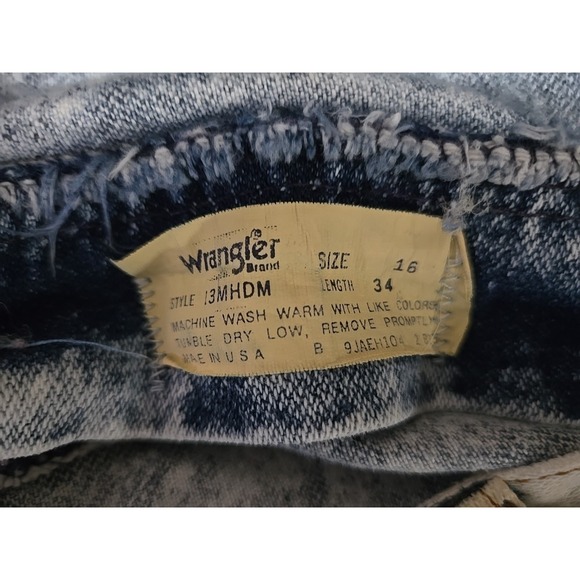 Wrangler
Brand
SIZE 16
STYLE 13MHDM LENGTH 34
MACHINE WASH WARM WITH LIKE COLORS
TUMBLE DRY LOW, REMOVE PROMPTLY
MADE IN U S A B 9JAEH104